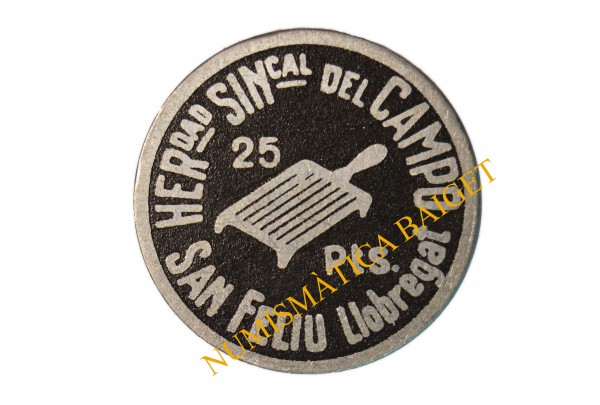 HERDAD SINCAL DEL CAMPO
25
Pts.
SAN FELIU Llobregat
NUMISMÀTICA BAIGET